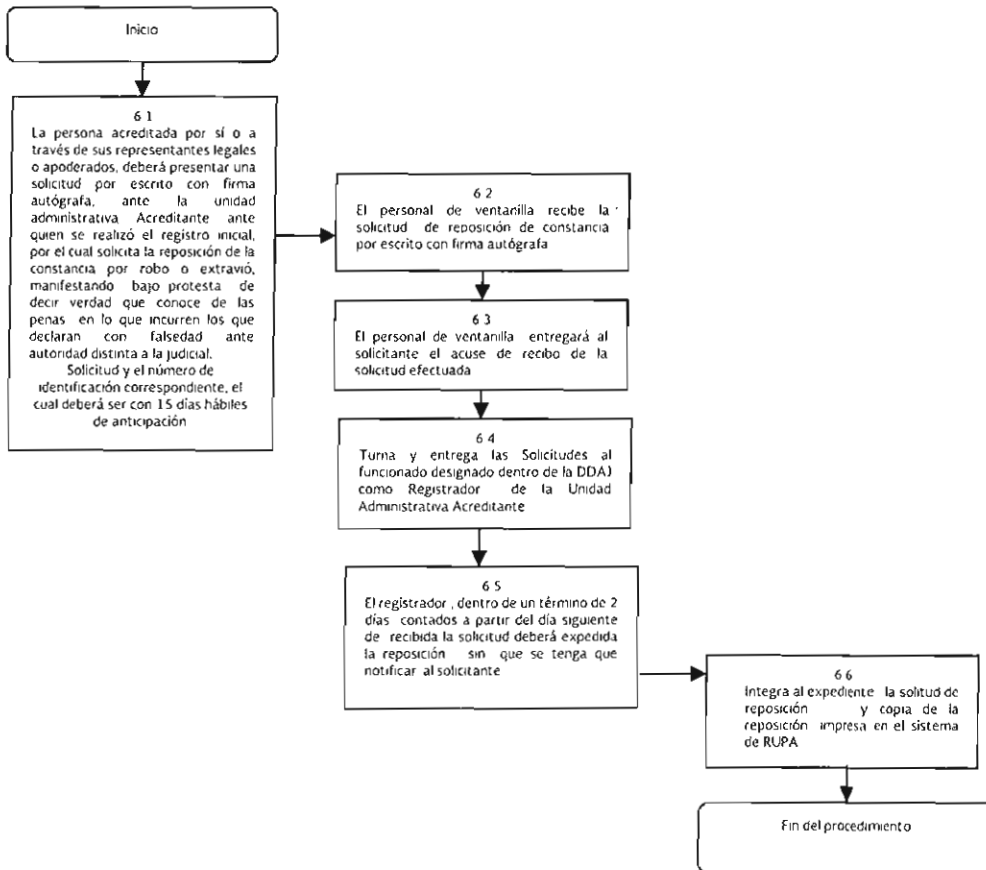 Inicio
6 1
La persona acreditada por sí o a
través de sus representantes legales
o apoderados, deberá presentar una
solicitud por escrito con firma
autógrafa, ante la unidad
administrativa Acreditante ante
quien se realizó el registro inicial,
por el cual solicita la reposición de la
constancia por robo o extravió,
manifestando bajo protesta de
decir verdad que conoce de las
penas en lo que incurren los que
declaran con falsedad ante
autoridad distinta a la judicial.
Solicitud y el número de
identificación correspondiente, el
cual deberá ser con 15 días hábiles
de anticipación
6 2
El personal de ventanilla recibe la
solicitud de reposición de constancia
por escrito con firma autógrafa
6 3
El personal de ventanilla entregará al
solicitante el acuse de recibo de la
solicitud efectuada
6 4
Turna y entrega las Solicitudes al
funcionado designado dentro de la DDAJ
como Registrador de la Unidad
Administrativa Acreditante
6 5
El registrador , dentro de un término de 2
días contados a partir del día siguiente
de recibida la solicitud deberá expedida
la reposición sin que se tenga que
notificar al solicitante
6 6
Integra al expediente la solitud de
reposición y copia de la
reposición impresa en el sistema
de RUPA
Fin del procedimiento